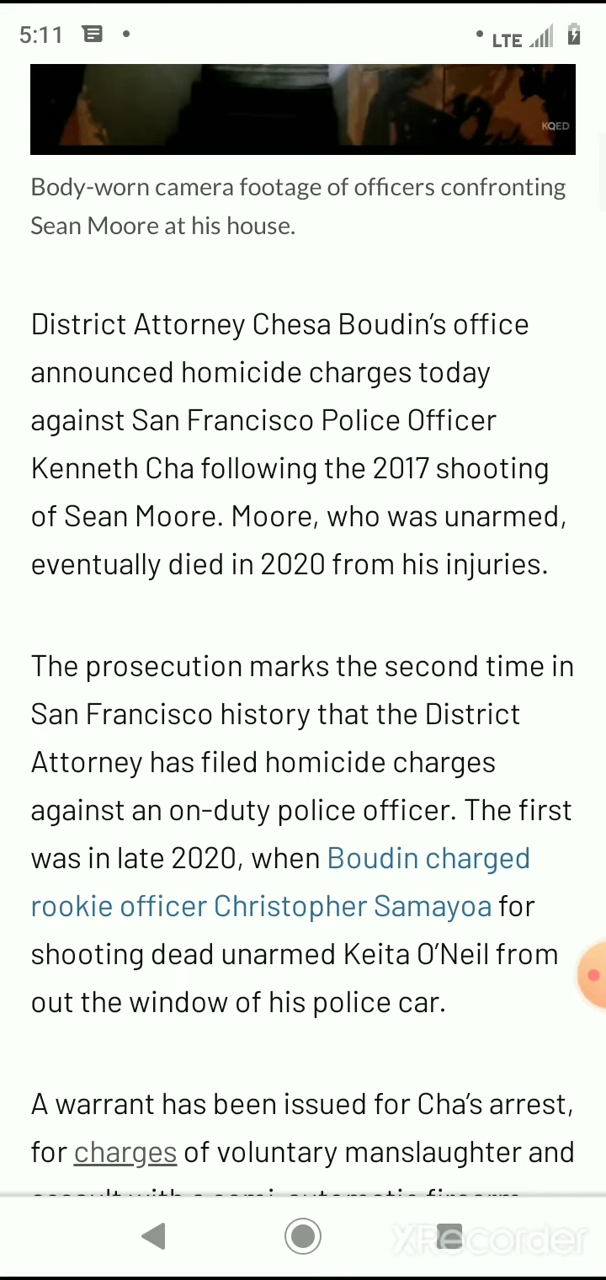 5:11
LTE
KQED
Body-worn camera footage of officers confronting
Sean Moore at his house.
District Attorney Chesa Boudin’s office
announced homicide charges today
against San Francisco Police Officer
Kenneth Cha following the 2017 shooting
of Sean Moore. Moore, who was unarmed,
eventually died in 2020 from his injuries.
The prosecution marks the second time in
San Francisco history that the District
Attorney has filed homicide charges
against an on-duty police officer. The first
was in late 2020, when Boudin charged
rookie officer Christopher Samayoa for
shooting dead unarmed Keita O’Neil from
out the window of his police car.
A warrant has been issued for Cha’s arrest,
for charges of voluntary manslaughter and
XRecorder